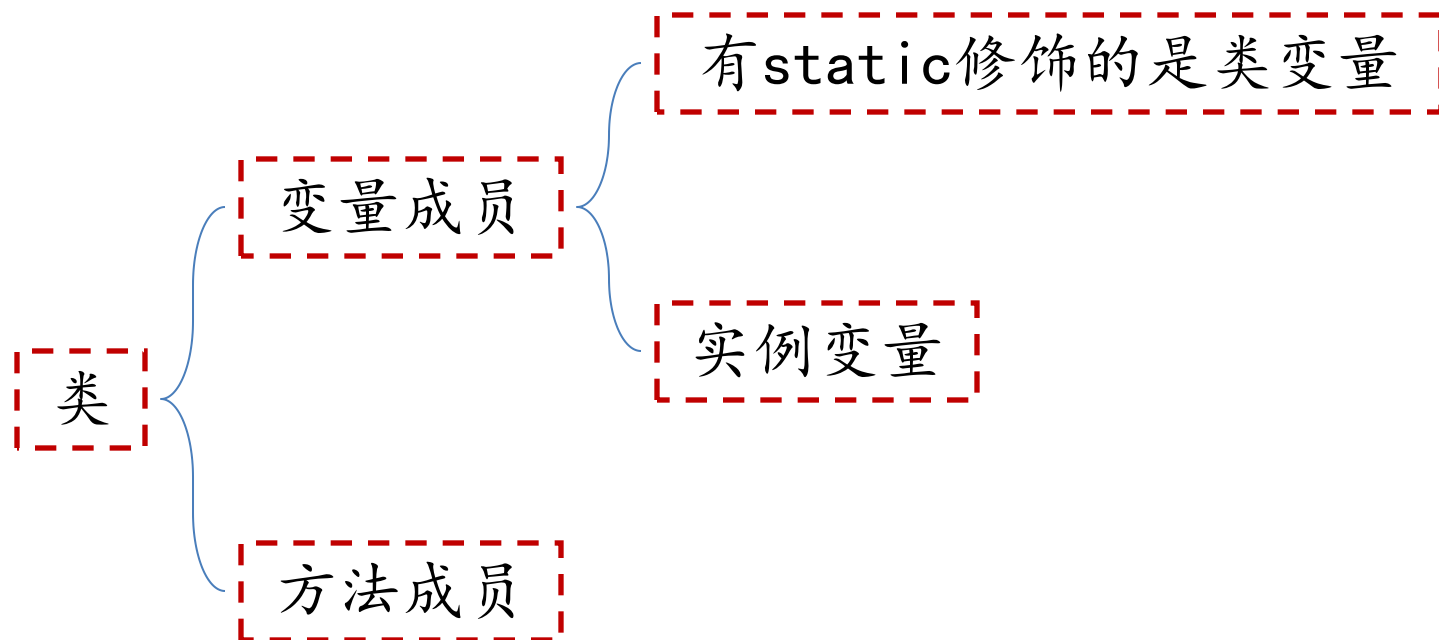 有static修饰的是类变量
变量成员
实例变量
类
方法成员